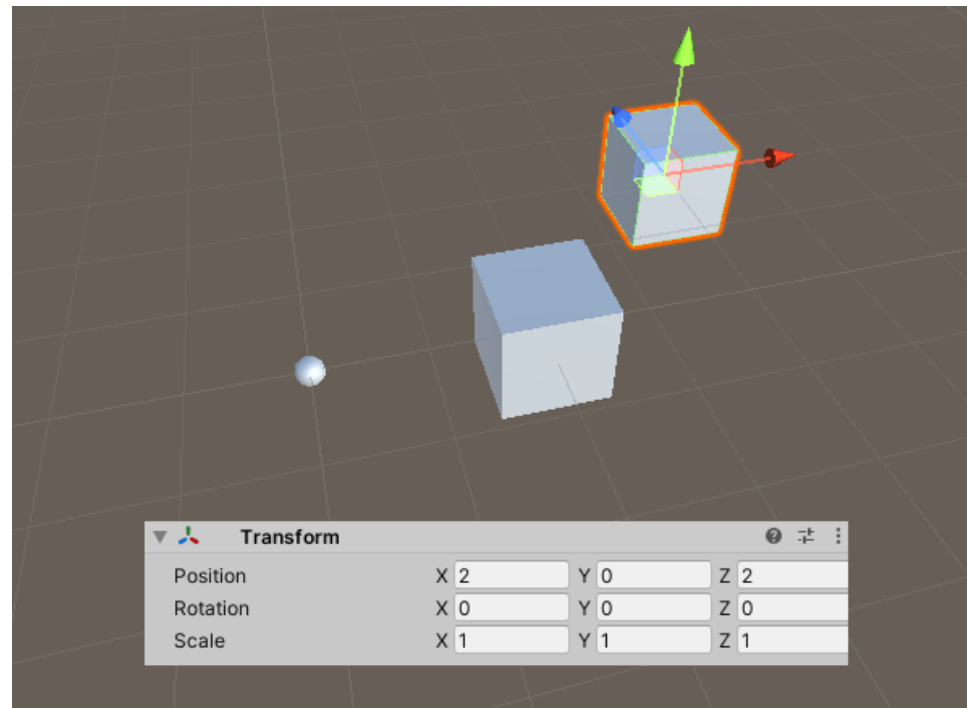 Transform
Position X 2 Y 0 Z 2
Rotation X 0 Y 0 Z 0
Scale X 1 Y 1 Z 1